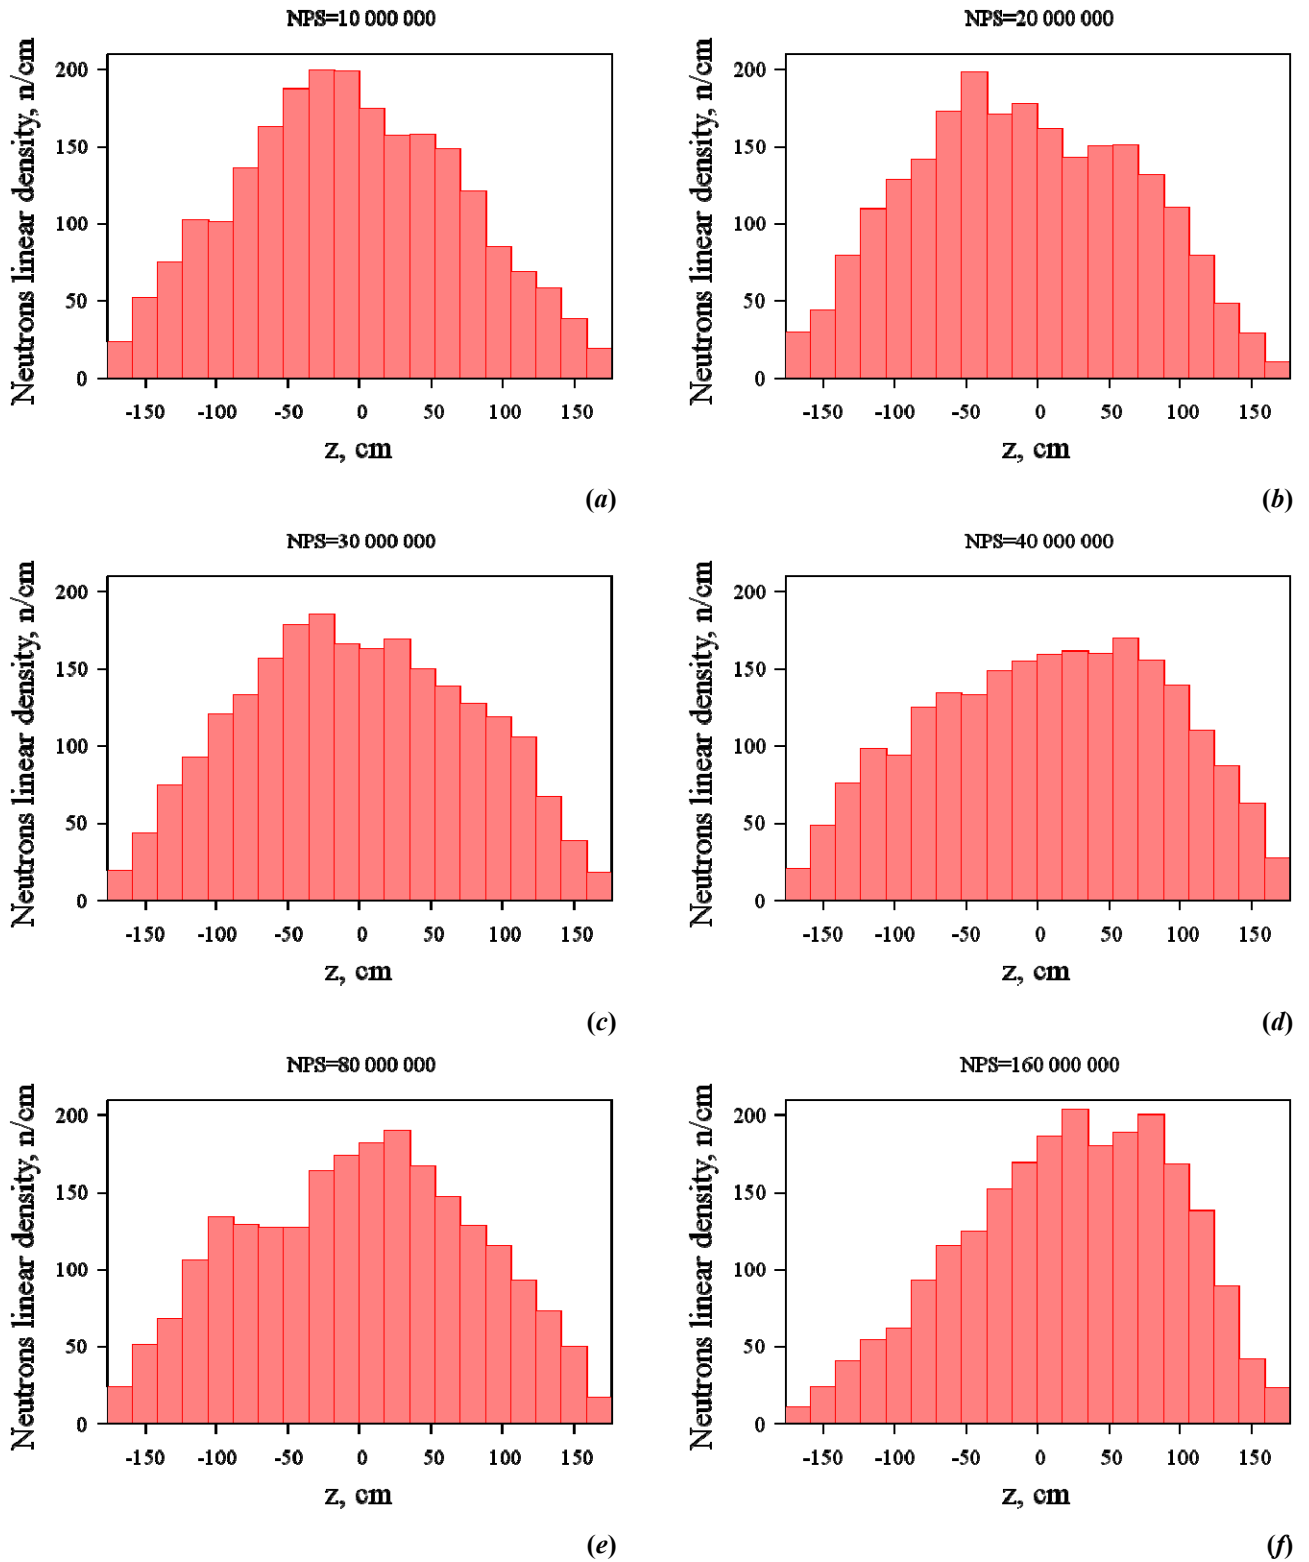 NPS=10 000 000
Neutrons linear density, n/cm
200
150
100
50
0
-150 -100 -50 0 50 100 150
z, cm
(a)
NPS=20 000 000
Neutrons linear density, n/cm
200
150
100
50
0
-150 -100 -50 0 50 100 150
z, cm
(b)
NPS=30 000 000
Neutrons linear density, n/cm
200
150
100
50
0
-150 -100 -50 0 50 100 150
z, cm
(c)
NPS=40 000 000
Neutrons linear density, n/cm
200
150
100
50
0
-150 -100 -50 0 50 100 150
z, cm
(d)
NPS=80 000 000
Neutrons linear density, n/cm
200
150
100
50
0
-150 -100 -50 0 50 100 150
z, cm
(e)
NPS=160 000 000
Neutrons linear density, n/cm
200
150
100
50
0
-150 -100 -50 0 50 100 150
z, cm
(f)